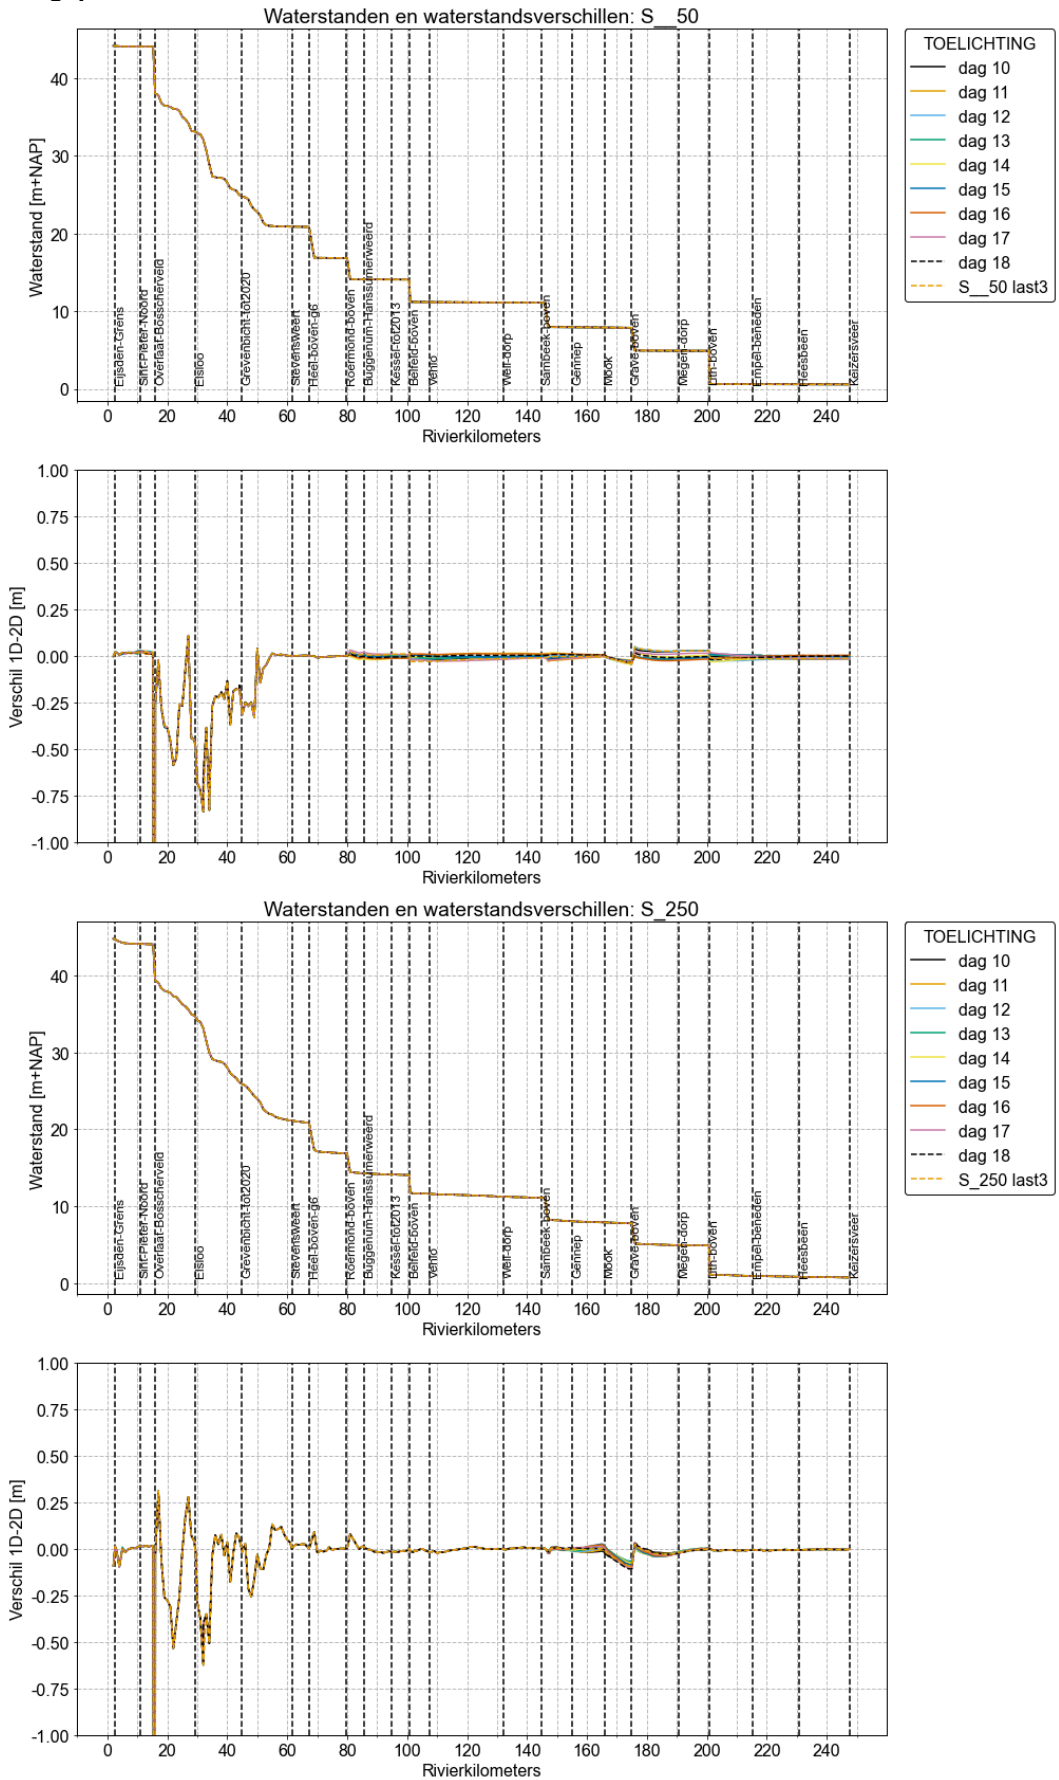 Waterstanden en waterstandsverschillen: S__50
Waterstand [m+NAP]
40
30
20
10
0
Eijsden-Grens
Sint-Pieter-Noord
Overlaat-Bosscherveld
Elsloo
Grevenbicht-tot2020
Stevensweert
Heel-boven-g6
Roermond-boven
Buggenum-Hanssumerweerd
Kessel-tot2013
Belfeld-boven
Venlo
Well-dorp
Sambeek-boven
Gennep
Mook
Grave-boven
Megen-dorp
Lith-boven
Empel-beneden
Heesbeen
Keizersveer
0 20 40 60 80 100 120 140 160 180 200 220 240
Rivierkilometers
TOELICHTING
dag 10
dag 11
dag 12
dag 13
dag 14
dag 15
dag 16
dag 17
dag 18
S__50 last3
Verschil 1D-2D [m]
1.00
0.75
0.50
0.25
0.00
-0.25
-0.50
-0.75
-1.00
0 20 40 60 80 100 120 140 160 180 200 220 240
Rivierkilometers
Waterstanden en waterstandsverschillen: S_250
Waterstand [m+NAP]
40
30
20
10
0
Eijsden-Grens
Sint-Pieter-Noord
Overlaat-Bosscherveld
Elsloo
Grevenbicht-tot2020
Stevensweert
Heel-boven-g6
Roermond-boven
Buggenum-Hanssumerweerd
Kessel-tot2013
Belfeld-boven
Venlo
Well-dorp
Sambeek-boven
Gennep
Mook
Grave-boven
Megen-dorp
Lith-boven
Empel-beneden
Heesbeen
Keizersveer
0 20 40 60 80 100 120 140 160 180 200 220 240
Rivierkilometers
TOELICHTING
dag 10
dag 11
dag 12
dag 13
dag 14
dag 15
dag 16
dag 17
dag 18
S_250 last3
Verschil 1D-2D [m]
1.00
0.75
0.50
0.25
0.00
-0.25
-0.50
-0.75
-1.00
0 20 40 60 80 100 120 140 160 180 200 220 240
Rivierkilometers